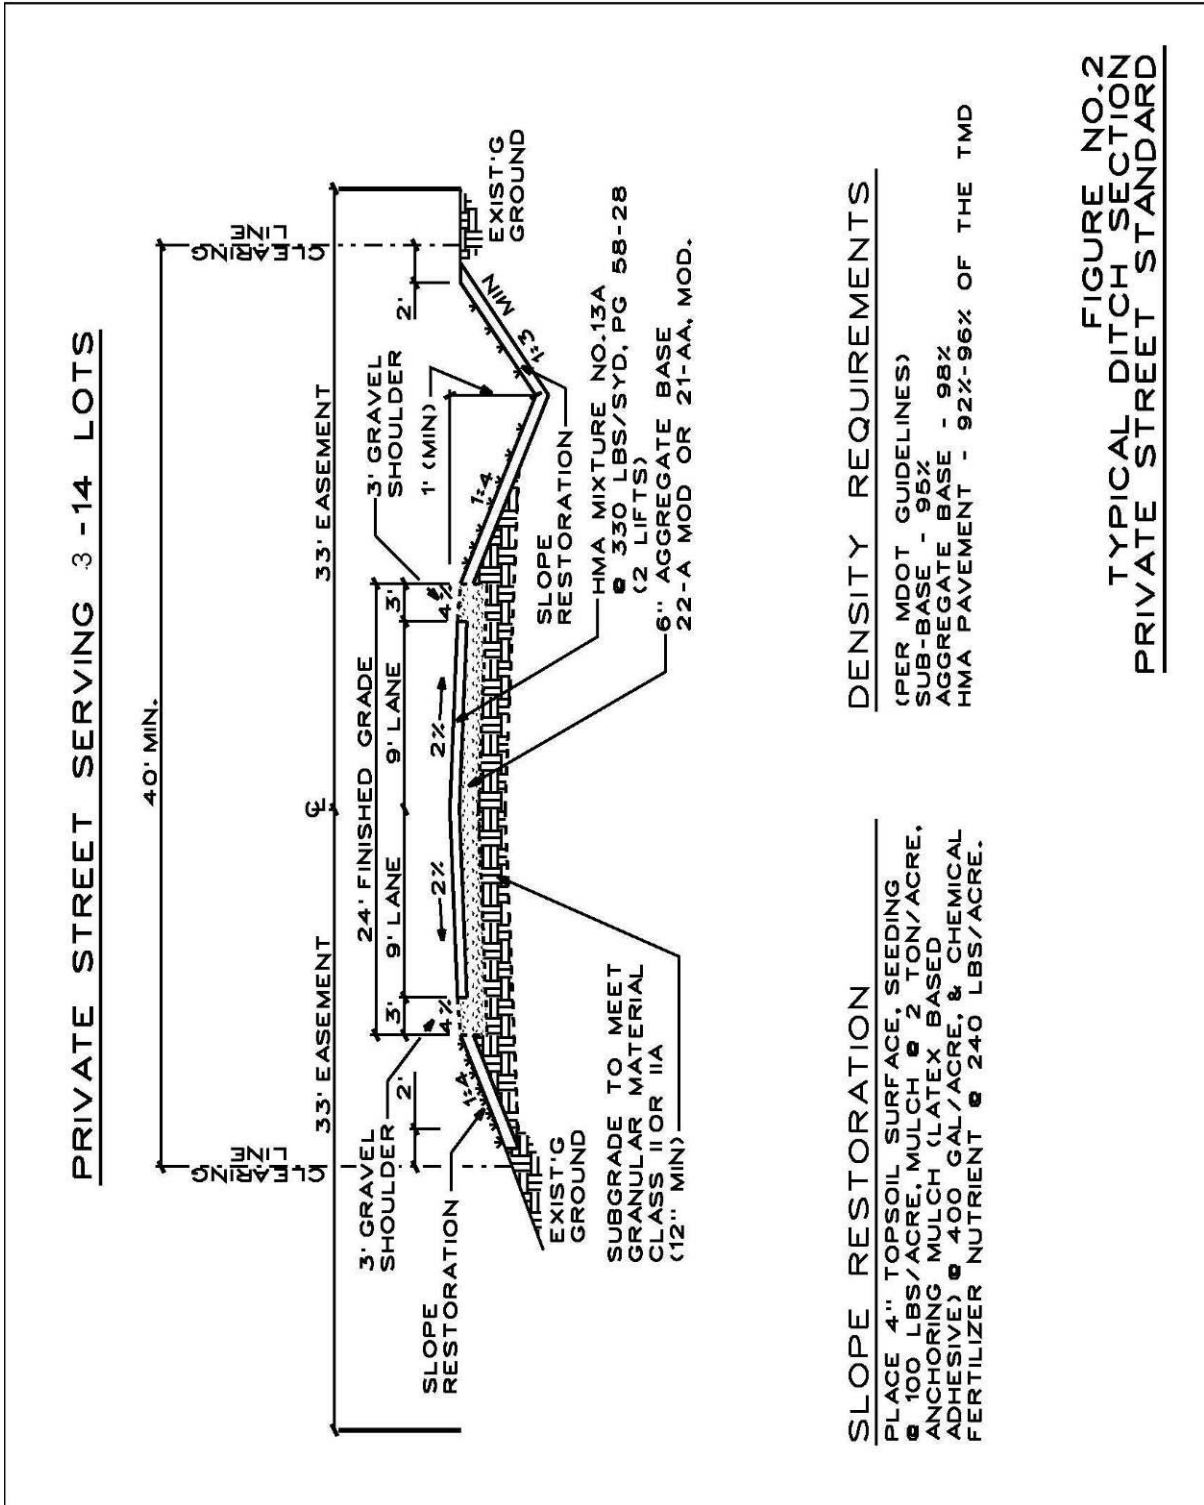 PRIVATE STREET SERVING 3-14 LOTS
40' MIN.
CLEARING
LINE
CLEARING
LINE
33' EASEMENT
℄
33' EASEMENT
24' FINISHED GRADE
3'
9' LANE
9' LANE
3'
2'
2'
3' GRAVEL
SHOULDER
3' GRAVEL
SHOULDER
1' (MIN)
4%
2%
2%
4%
1:4
1:4
1:3
MIN
SLOPE
RESTORATION
SLOPE
RESTORATION
EXIST'G
GROUND
EXIST'G
GROUND
SUBGRADE TO MEET
GRANULAR MATERIAL
CLASS II OR IIA
(12" MIN)
HMA MIXTURE NO.13A
@ 330 LBS/SYD, PG 58-28
(2 LIFTS)
6" AGGREGATE BASE
22-A MOD OR 21-AA, MOD.
SLOPE RESTORATION
PLACE 4" TOPSOIL SURFACE, SEEDING
@ 100 LBS/ACRE, MULCH @ 2 TON/ACRE,
ANCHORING MULCH (LATEX BASED
ADHESIVE) @ 400 GAL/ACRE, & CHEMICAL
FERTILIZER NUTRIENT @ 240 LBS/ACRE.
DENSITY REQUIREMENTS
(PER MDOT GUIDELINES)
SUB-BASE - 95%
AGGREGATE BASE - 98%
HMA PAVEMENT - 92%-96% OF THE TMD
FIGURE NO.2
TYPICAL DITCH SECTION
PRIVATE STREET STANDARD